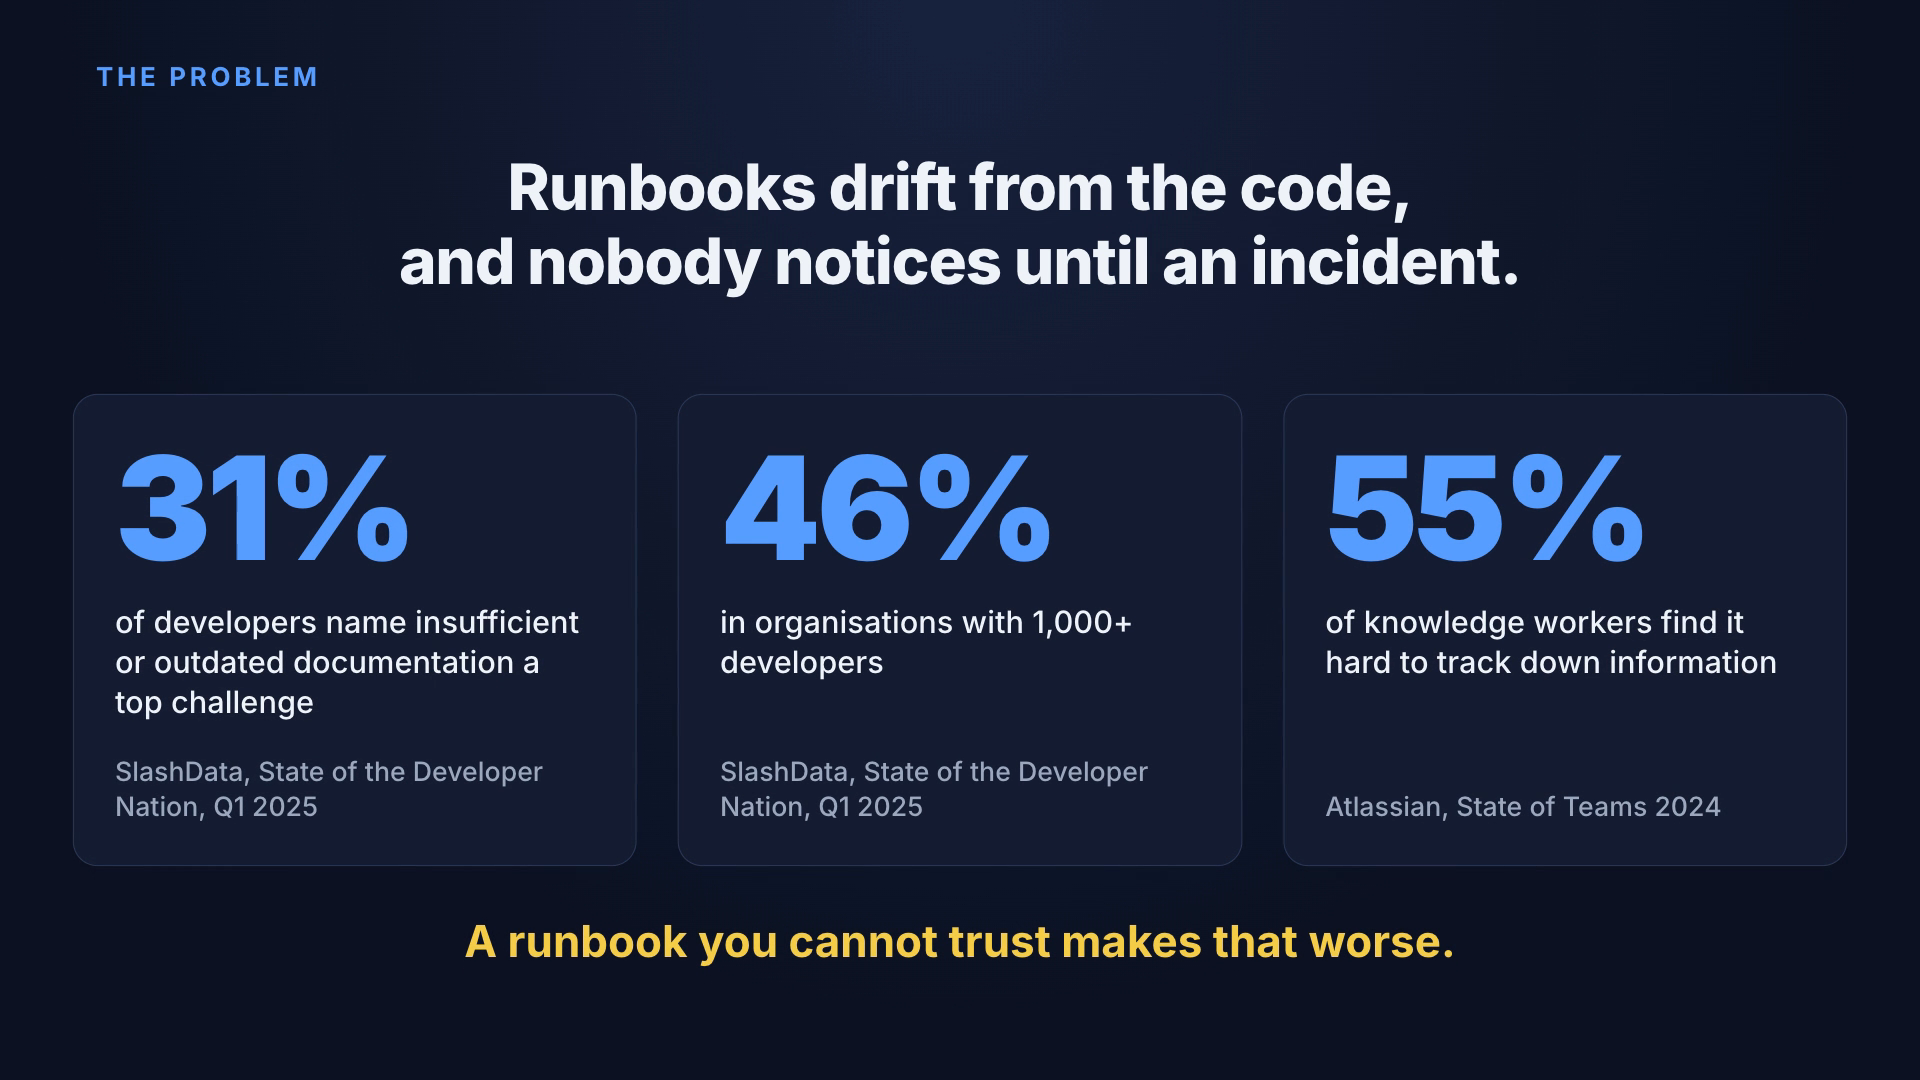 THE PROBLEM
Runbooks drift from the code,
and nobody notices until an incident.
31%
of developers name insufficient
or outdated documentation a
top challenge
SlashData, State of the Developer
Nation, Q1 2025
46%
in organisations with 1,000+
developers
SlashData, State of the Developer
Nation, Q1 2025
55%
of knowledge workers find it
hard to track down information
Atlassian, State of Teams 2024
A runbook you cannot trust makes that worse.